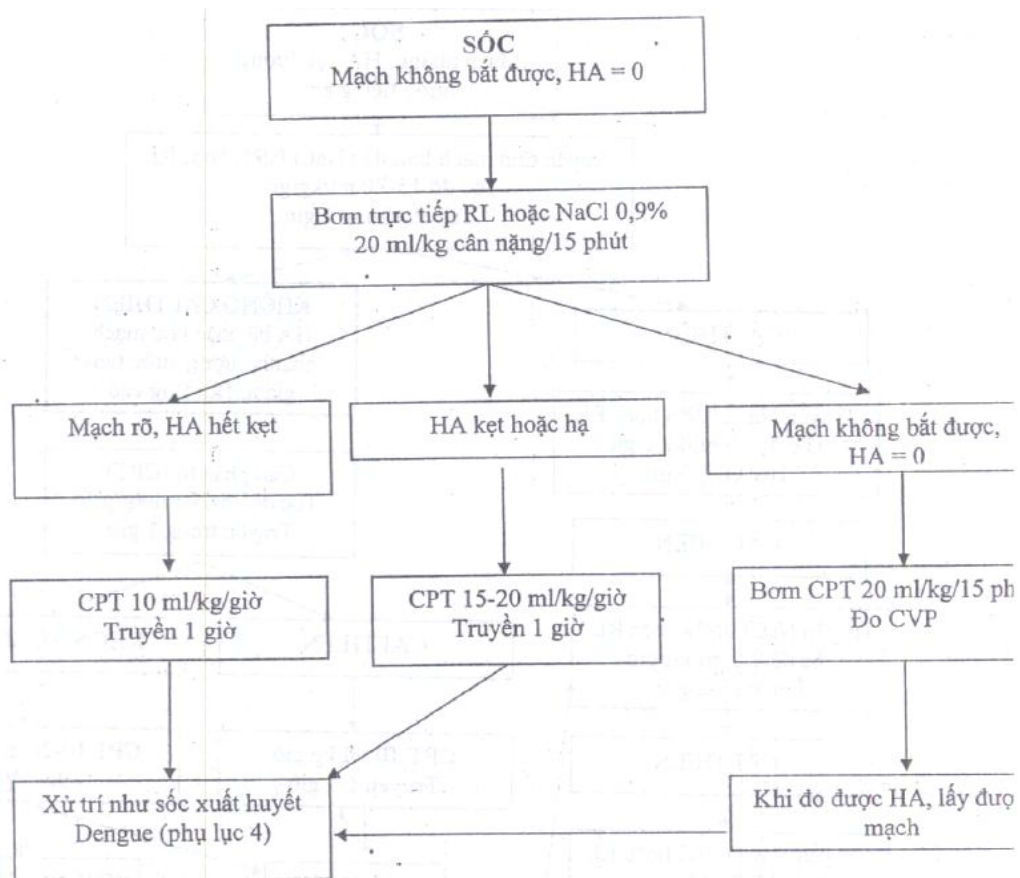 SỐC
Mạch không bắt được, HA = 0
Bơm trực tiếp RL hoặc NaCl 0,9%
20 ml/kg cân nặng/15 phút
Mạch rõ, HA hết kẹt
HA kẹt hoặc hạ
Mạch không bắt được,
HA = 0
CPT 10 ml/kg/giờ
Truyền 1 giờ
CPT 15-20 ml/kg/giờ
Truyền 1 giờ
Bơm CPT 20 ml/kg/15 ph
Đo CVP
Xử trí như sốc xuất huyết
Dengue (phụ lục 4)
Khi đo được HA, lấy đượ
mạch